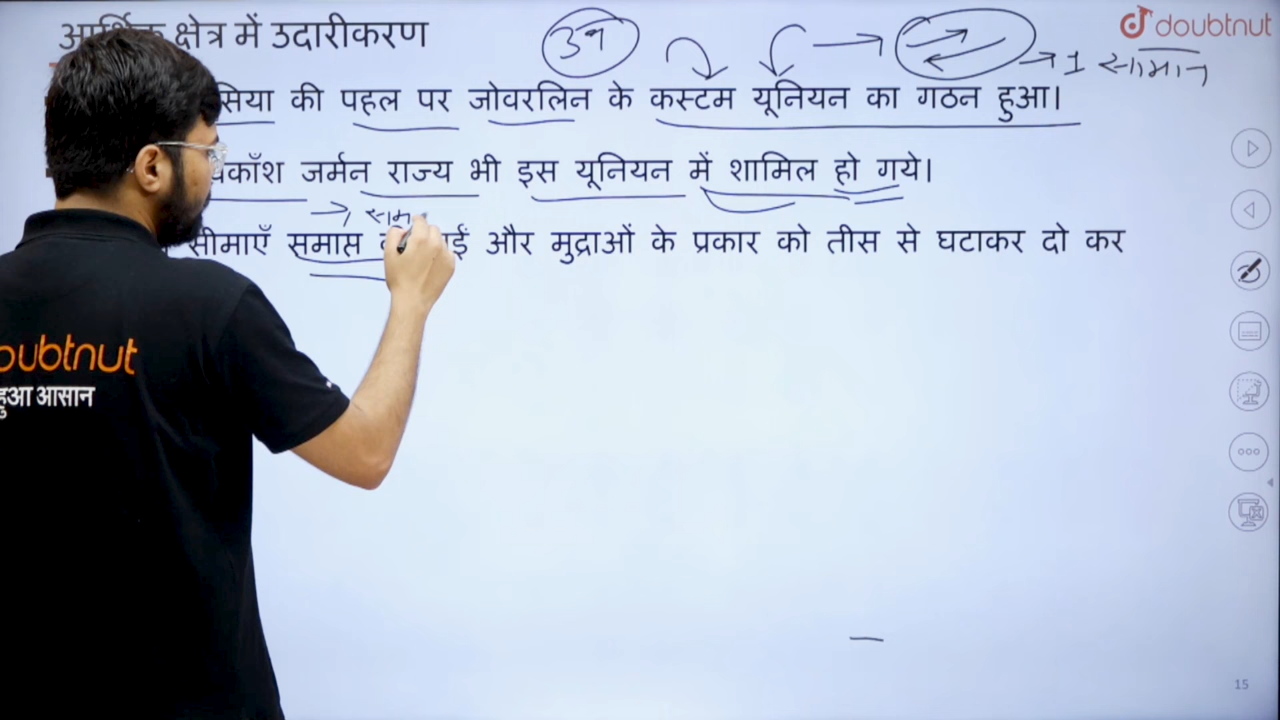 आर्थिक क्षेत्र में उदारीकरण
doubtnut
1 सामान
सिया की पहल पर जोवरलिन के कस्टम यूनियन का गठन हुआ।
कॉंश जर्मन राज्य भी इस यूनियन में शामिल हो गये।
साम
सीमाएँ समाप्त और मुद्राओं के प्रकार को तीस से घटाकर दो कर
oubtnut
हुआ आसान
15